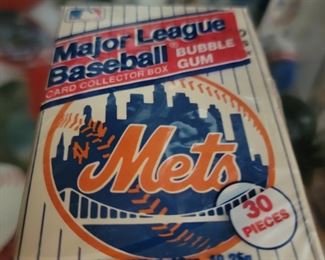 Major League
Baseball BUBBLE
GUM
CARD COLLECTOR BOX
Mets
30
PIECES